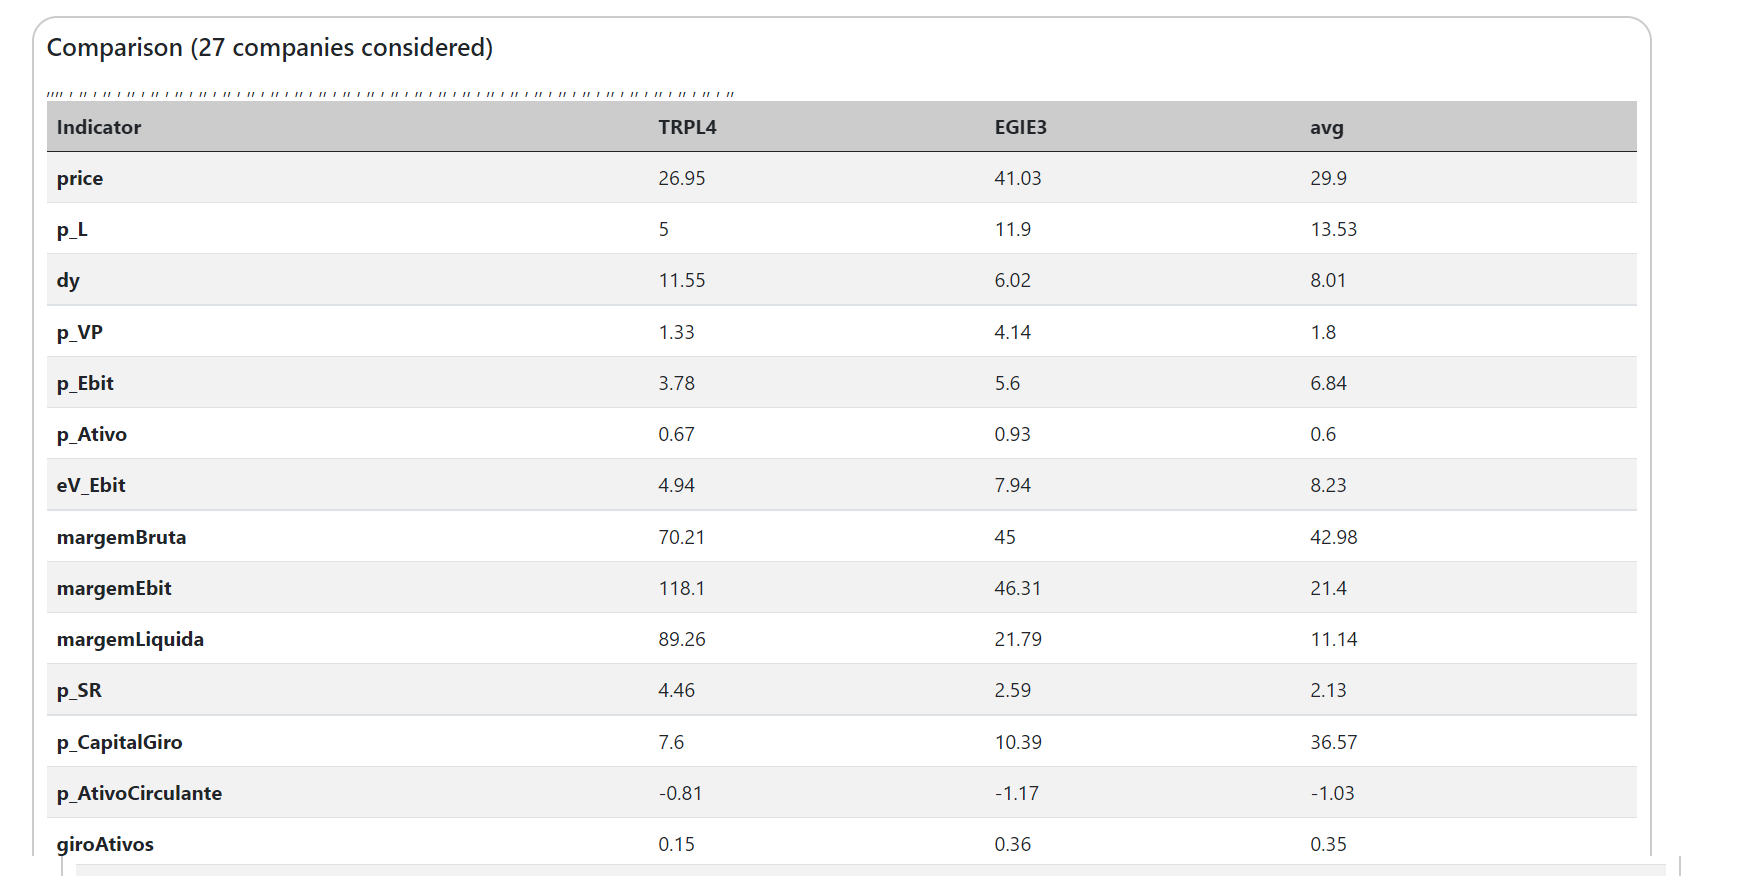 Comparison (27 companies considered)
,,,, , ,, , ,, , ,, , ,, , ,, , ,, , ,, , ,, , ,, , ,, , ,, , ,, , ,, , ,, , ,, , ,, , ,, , ,, , ,, , ,, , ,, , ,, , ,, , ,, , ,, , ,, , ,, , ,,
Indicator TRPL4 EGIE3 avg
price 26.95 41.03 29.9
p_L 5 11.9 13.53
dy 11.55 6.02 8.01
p_VP 1.33 4.14 1.8
p_Ebit 3.78 5.6 6.84
p_Ativo 0.67 0.93 0.6
eV_Ebit 4.94 7.94 8.23
margemBruta 70.21 45 42.98
margemEbit 118.1 46.31 21.4
margemLiquida 89.26 21.79 11.14
p_SR 4.46 2.59 2.13
p_CapitalGiro 7.6 10.39 36.57
p_AtivoCirculante -0.81 -1.17 -1.03
giroAtivos 0.15 0.36 0.35